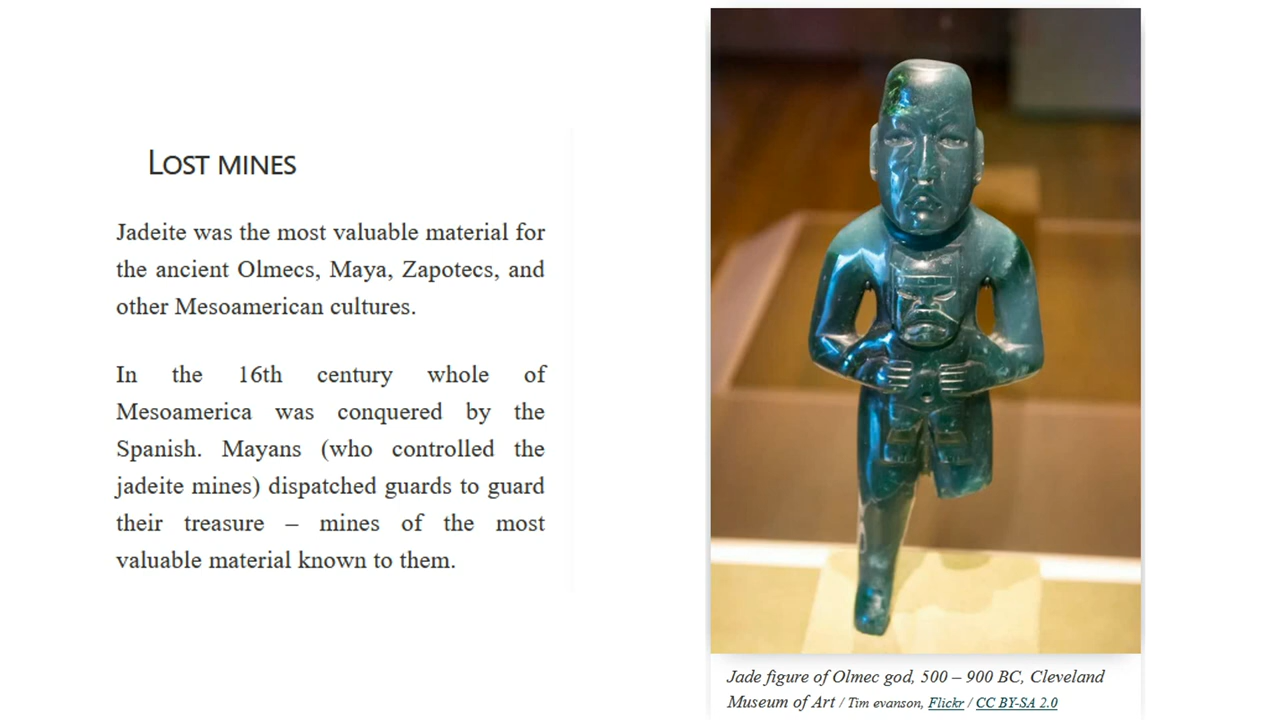 LOST MINES
Jadeite was the most valuable material for
the ancient Olmecs, Maya, Zapotecs, and
other Mesoamerican cultures.
In the 16th century whole of
Mesoamerica was conquered by the
Spanish. Mayans (who controlled the
jadeite mines) dispatched guards to guard
their treasure – mines of the most
valuable material known to them.
Jade figure of Olmec god, 500 – 900 BC, Cleveland
Museum of Art / Tim evanson, Flickr / CC BY-SA 2.0